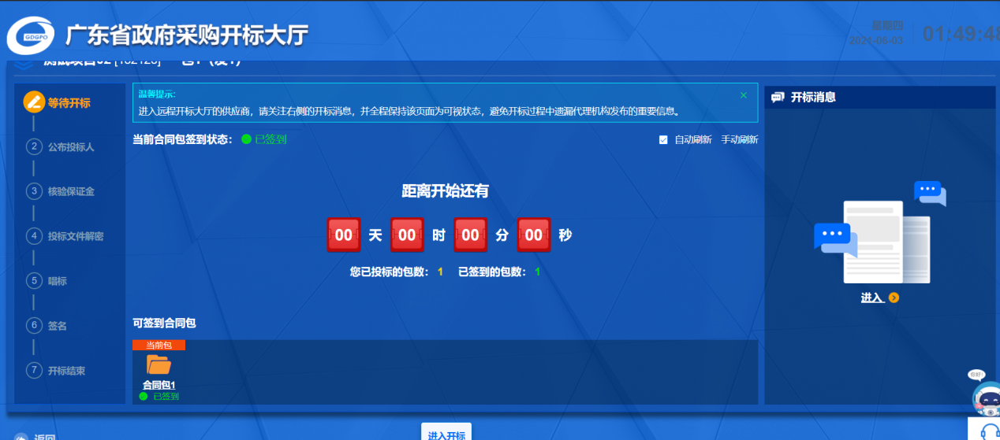 GDGPO
广东省政府采购开标大厅
星期四
2021-06-03
01:49:48
等待开标
2 公布投标人
3 核验保证金
4 投标文件解密
5 唱标
6 签名
7 开标结束
温馨提示:
进入远程开标大厅的供应商，请关注右侧的开标消息，并全程保持该页面为可视状态，避免开标过程中遗漏代理机构发布的重要信息。
当前合同包签到状态： 已签到
自动刷新 手动刷新
距离开始还有
00 天 00 时 00 分 00 秒
您已投标的包数： 1 已签到的包数： 1
可签到合同包
当前包
合同包1
已签到
开标消息
进入
你好!
返回
进入开标